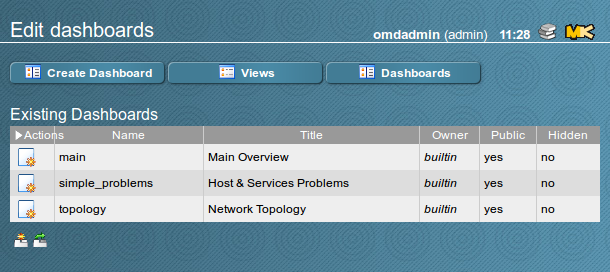 Edit dashboards
omdadmin (admin) 11:28 MK
Create Dashboard Views Dashboards
Existing Dashboards
Actions Name Title Owner Public Hidden
main Main Overview builtin yes no
simple_problems Host & Services Problems builtin yes no
topology Network Topology builtin yes no